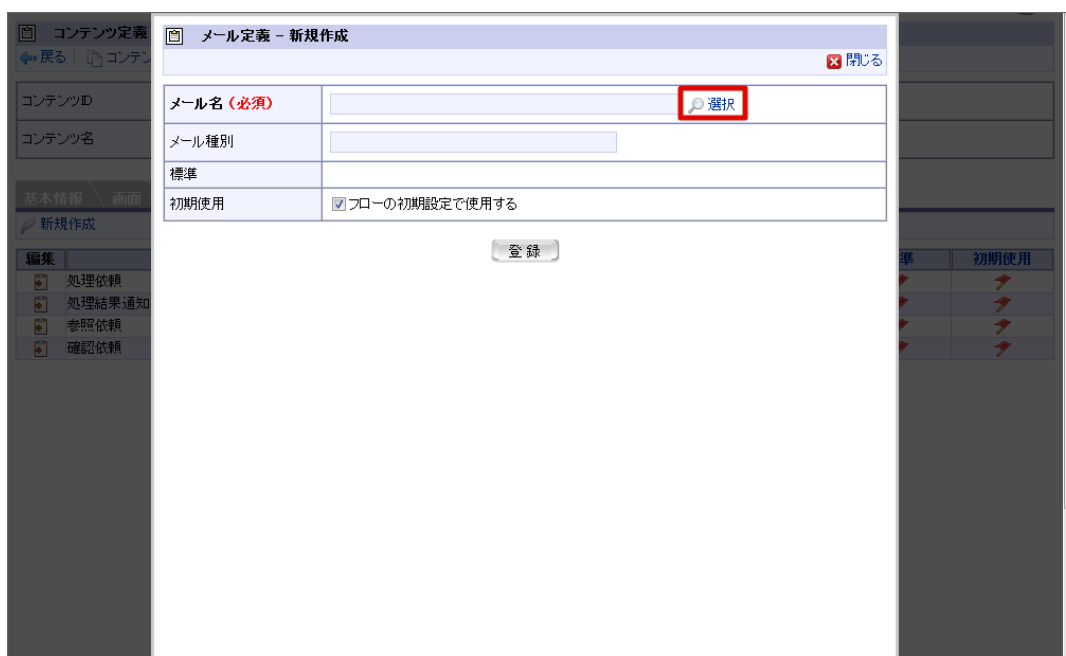 コンテンツ定義
戻る
コンテン
コンテンツID
コンテンツ名
基本情報
画面
新規作成
編集
処理依頼
処理結果通知
参照依頼
確認依頼
メール定義 - 新規作成
閉じる
メール名(必須)
選択
メール種別
標準
初期使用
フローの初期設定で使用する
登録
準
初期使用